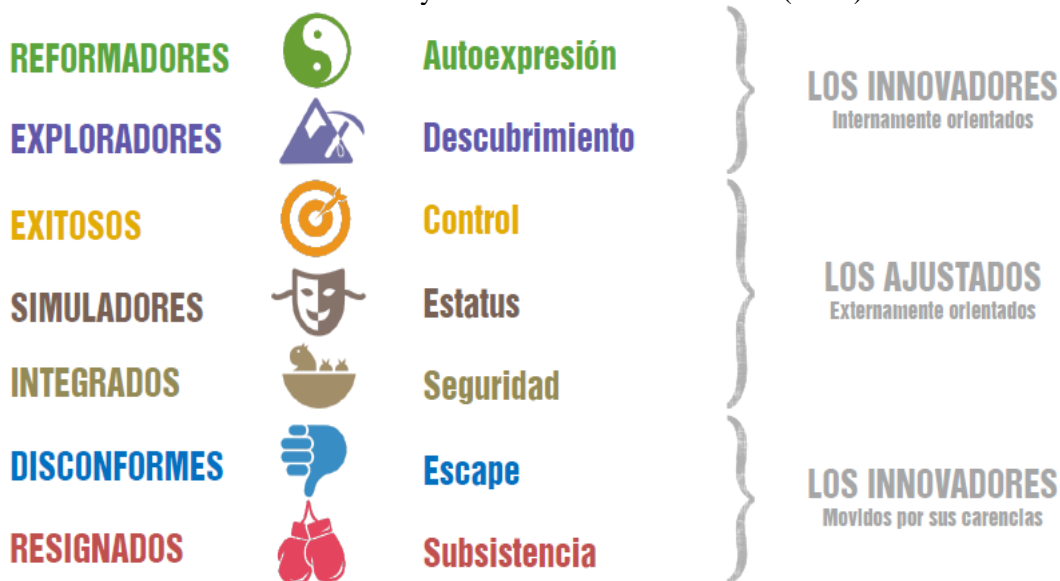 REFORMADORES
Autoexpresión
EXPLORADORES
Descubrimiento
LOS INNOVADORES
Internamente orientados
EXITOSOS
Control
SIMULADORES
Estatus
INTEGRADOS
Seguridad
LOS AJUSTADOS
Externamente orientados
DISCONFORMES
Escape
RESIGNADOS
Subsistencia
LOS INNOVADORES
Movidos por sus carencias